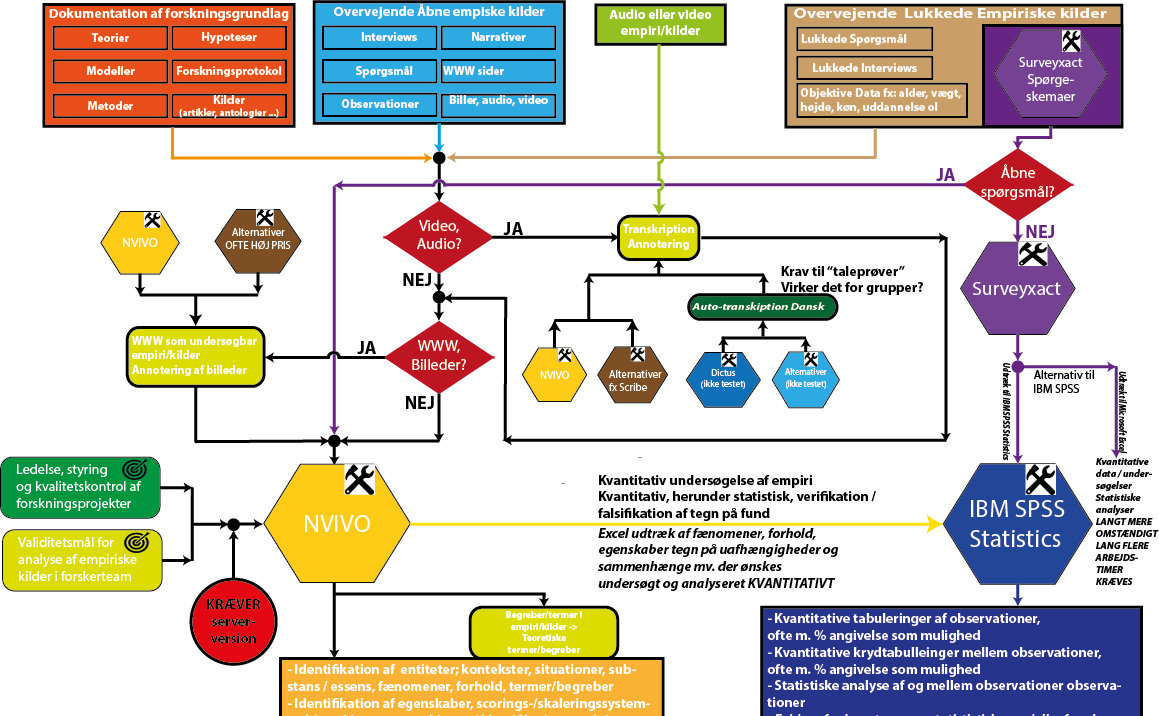 Dokumentation af forskningsgrundlag
Teorier
Hypoteser
Modeller
Forskningsprotokol
Metoder
Kilder
(artikler, antologier ...)
Overvejende Åbne empiske kilder
Interviews
Narrativer
Spørgsmål
WWW sider
Observationer
Biller, audio, video
Audio eller video
empiri/kilder
Overvejende Lukkede Empiriske kilder
Lukkede Spørgsmål
Lukkede Interviews
Objektive Data fx: alder, vægt,
højde, køn, uddannelse ol
Surveyxact
Spørge-
skemaer
Åbne
spørgsmål?
JA
NEJ
Video,
Audio?
JA
NEJ
Transkription
Annotering
NVIVO
Alternativer
OFTE HØJ PRIS
Krav til “taleprøver”
Virker det for grupper?
Auto-transkiption Dansk
Surveyxact
WWW som undersøgbar
empiri/kilder
Annotering af billeder
JA
WWW,
Billeder?
NEJ
NVIVO
Alternativer
fx Scribe
Dictus
(ikke testet)
Alternativer
(ikke testet)
Udtræk til IBM SPSS Statistics
Alternativ til
IBM SPSS
Udtræk til Microsoft Excel
Kvantitative
data / under-
søgelser
Statistiske
analyser
LANGT MERE
OMSTÆNDIGT
LANG FLERE
ARBEJDS-
TIMER
KRÆVES
Ledelse, styring
og kvalitetskontrol af
forskningsprojekter
Validitetsmål for
analyse af empiriske
kilder i forskerteam
KRÆVER
server-
version
NVIVO
Kvantitativ undersøgelse af empiri
Kvantitativ, herunder statistisk, verifikation /
falsifikation af tegn på fund
Excel udtræk af fænomener, forhold,
egenskaber tegn på uafhængigheder og
sammenhænge mv. der ønskes
undersøgt og analyseret KVANTITATIVT
IBM SPSS
Statistics
Begreber/termer i
empiri/kilder ->
Teoretiske
termer/begreber
- Identifikation af entiteter; kontekster, situationer, sub-
stans / essens, fænomener, forhold, termer/begreber
- Identifikation af egenskaber, scorings-/skaleringssystem-
- Kvantitative tabuleringer af observationer,
ofte m. % angivelse som mulighed
- Kvantitative krydtabulleinger mellem observationer,
ofte m. % angivelse som mulighed
- Statistiske analyse af og mellem observationer observa-
tioner